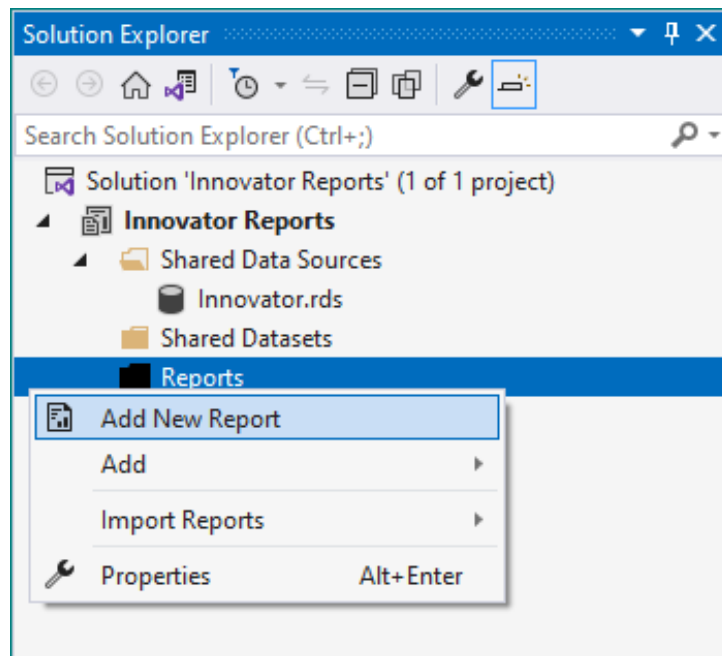 Solution Explorer
Search Solution Explorer (Ctrl+;)
Solution 'Innovator Reports' (1 of 1 project)
Innovator Reports
Shared Data Sources
Innovator.rds
Shared Datasets
Reports
Add New Report
Add
Import Reports
Properties Alt+Enter